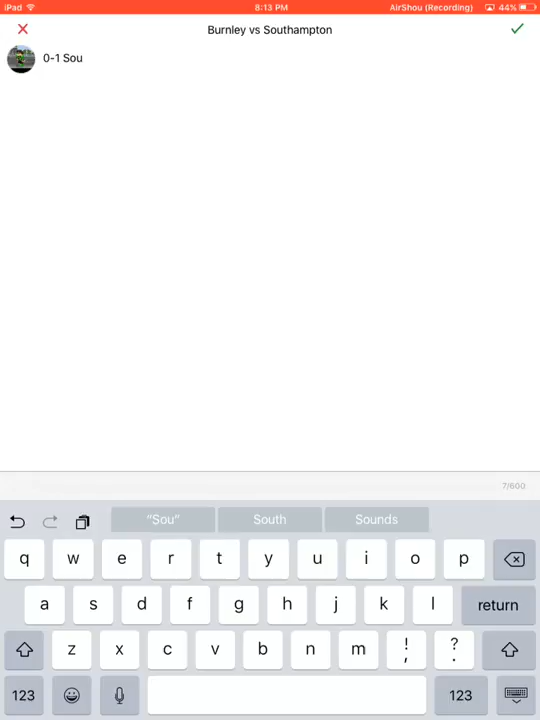 iPad 8:13 PM AirShou (Recording) 44%
Burnley vs Southampton
0-1 Sou
7/600
"Sou" South Sounds
q w e r t y u i o p
a s d f g h j k l return
z x c v b n m ! , ? .
123 123